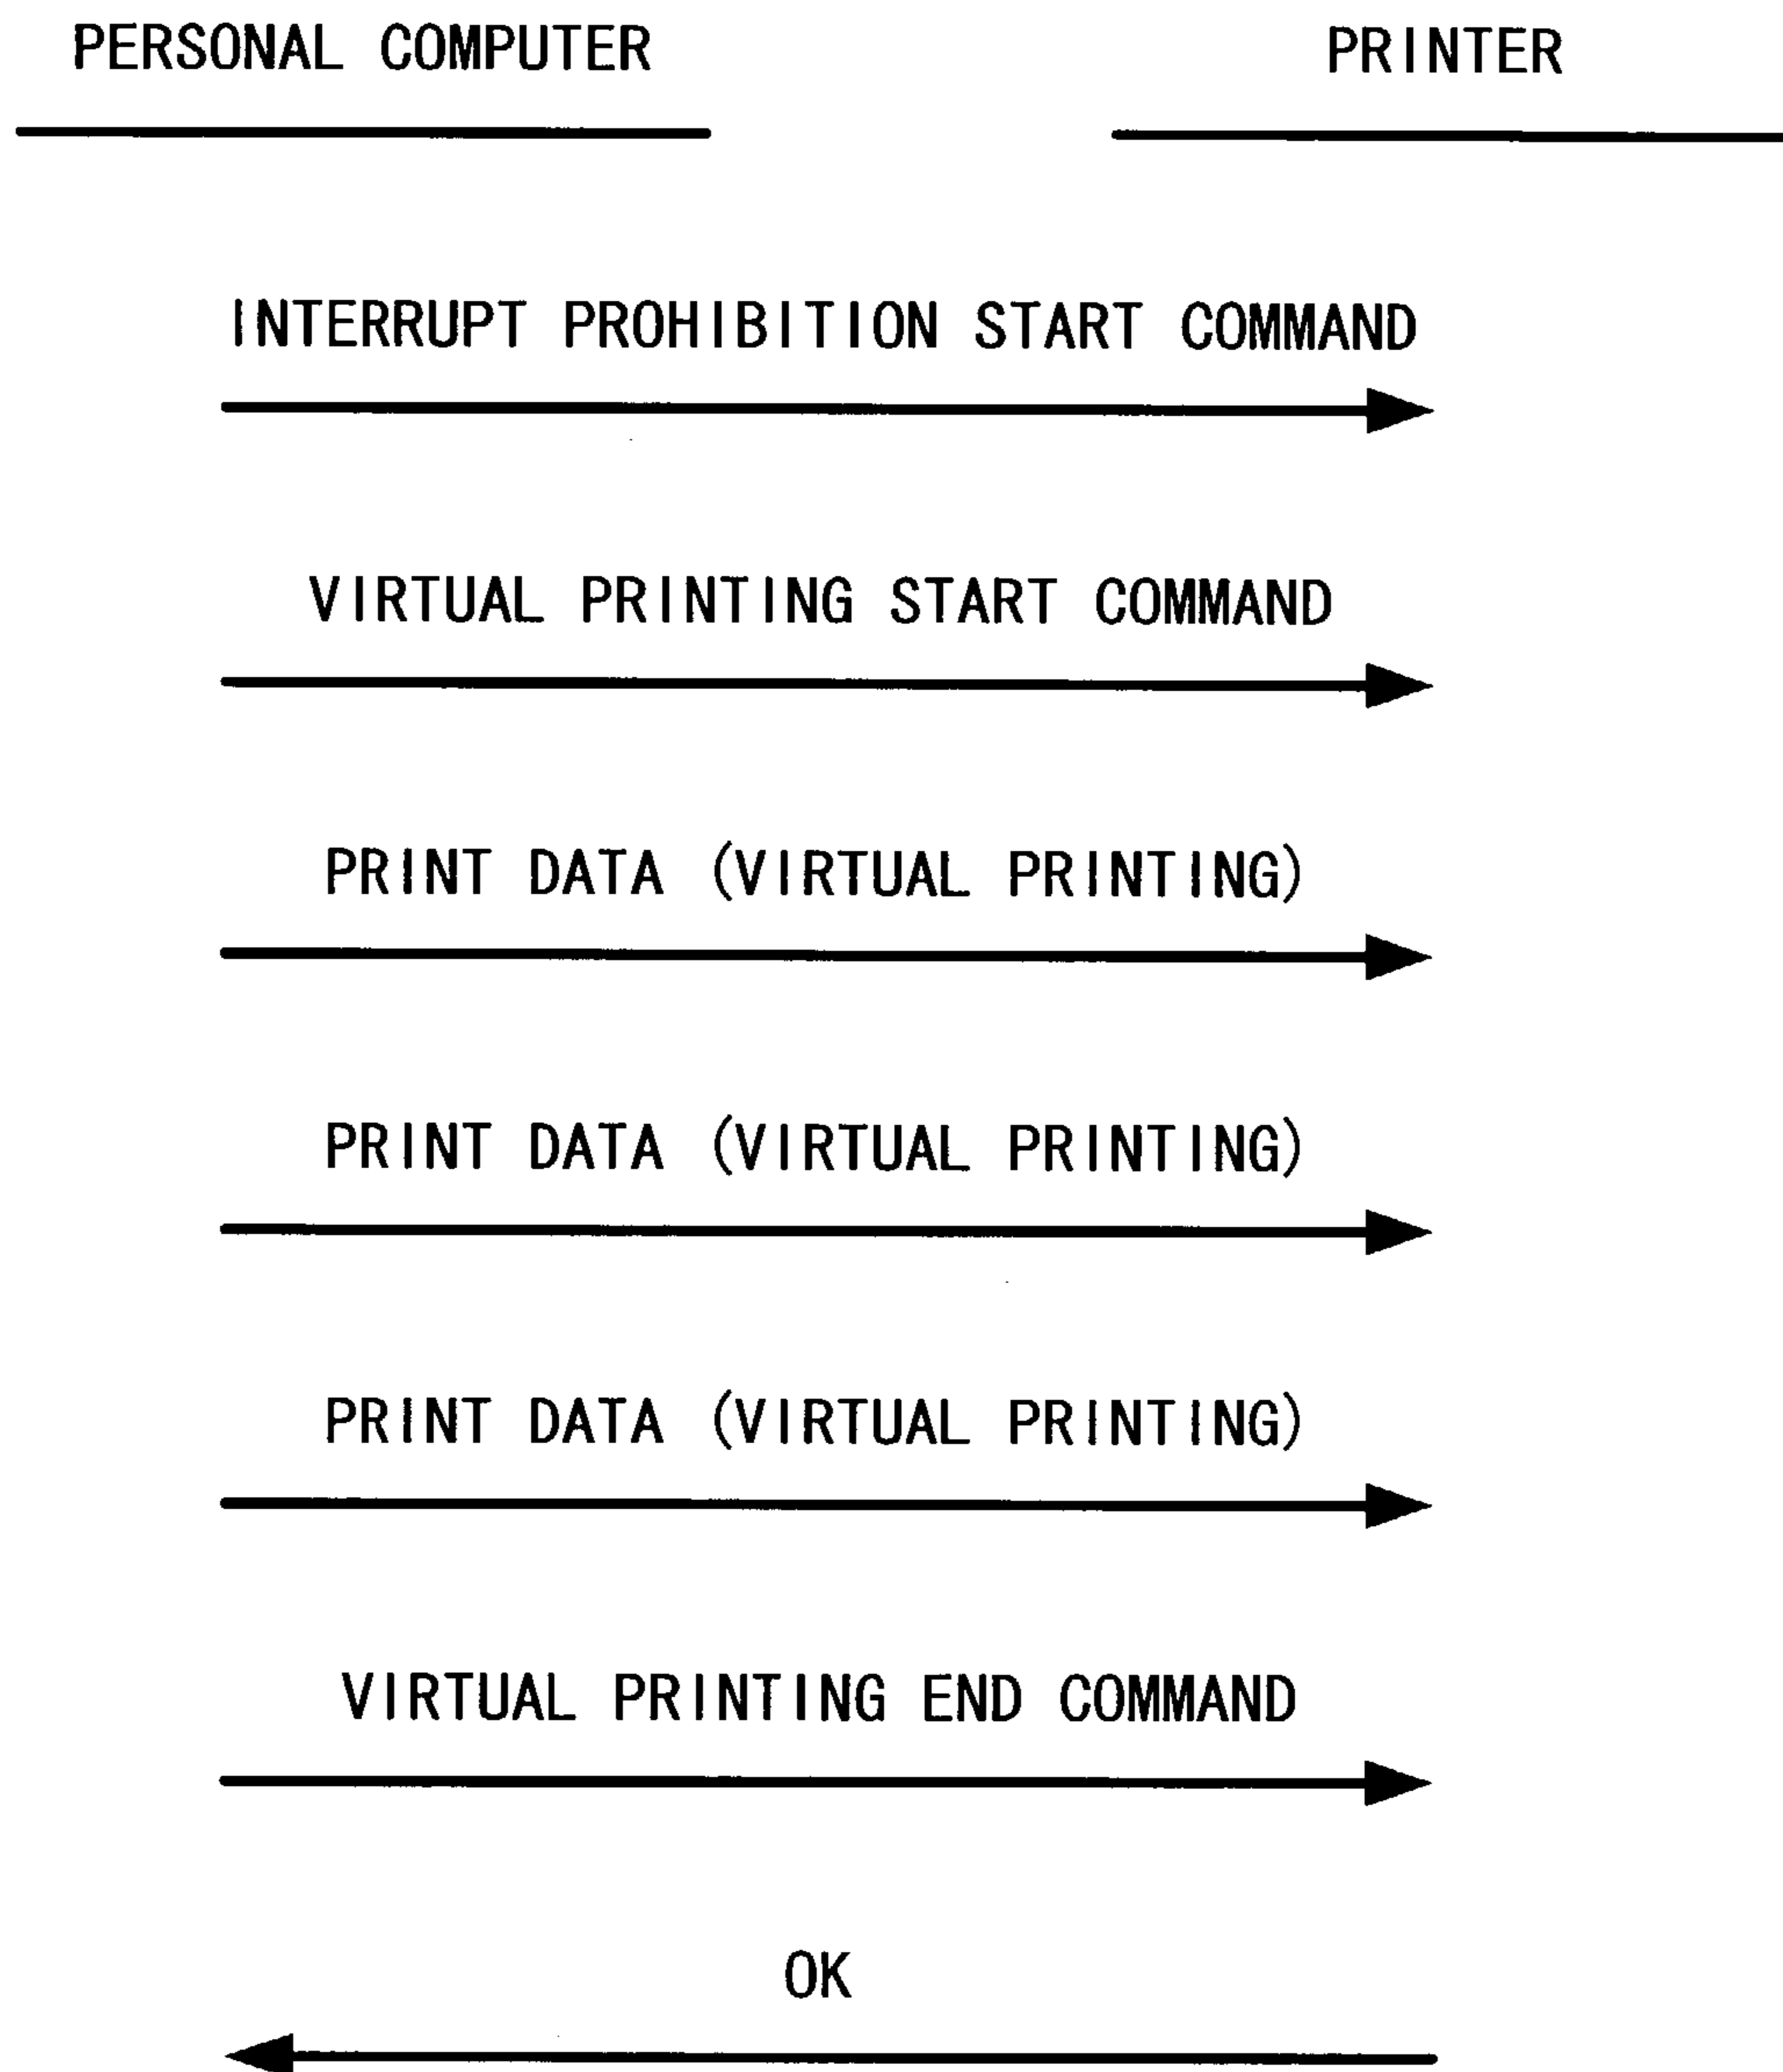 PERSONAL COMPUTER
PRINTER
INTERRUPT PROHIBITION START COMMAND
VIRTUAL PRINTING START COMMAND
PRINT DATA (VIRTUAL PRINTING)
PRINT DATA (VIRTUAL PRINTING)
PRINT DATA (VIRTUAL PRINTING)
VIRTUAL PRINTING END COMMAND
OK